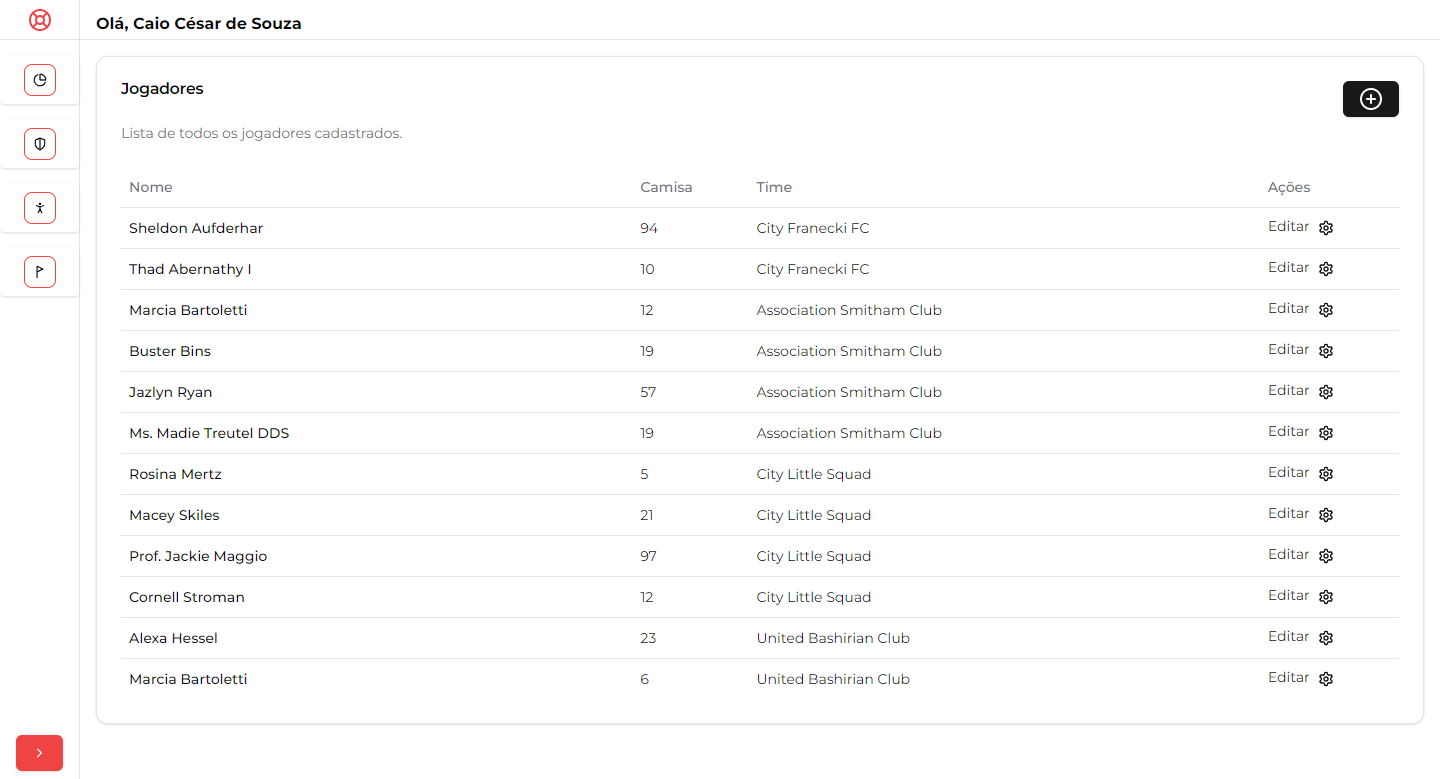 Olá, Caio César de Souza
Jogadores
Lista de todos os jogadores cadastrados.
Nome Camisa Time Ações
Sheldon Aufderhar 94 City Franecki FC Editar
Thad Abernathy I 10 City Franecki FC Editar
Marcia Bartoletti 12 Association Smitham Club Editar
Buster Bins 19 Association Smitham Club Editar
Jazlyn Ryan 57 Association Smitham Club Editar
Ms. Madie Treutel DDS 19 Association Smitham Club Editar
Rosina Mertz 5 City Little Squad Editar
Macey Skiles 21 City Little Squad Editar
Prof. Jackie Maggio 97 City Little Squad Editar
Cornell Stroman 12 City Little Squad Editar
Alexa Hessel 23 United Bashirian Club Editar
Marcia Bartoletti 6 United Bashirian Club Editar